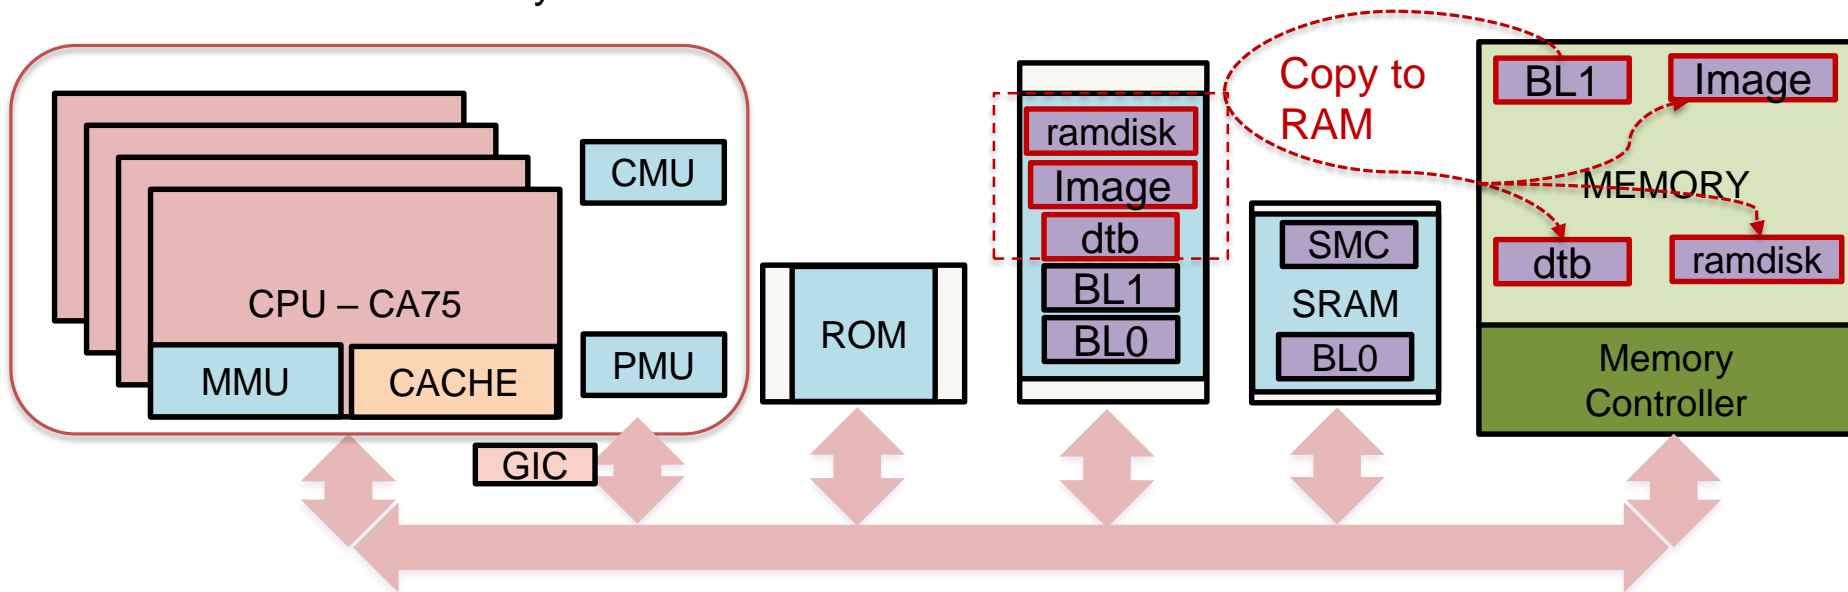 CPU – CA75
MMU
CACHE
CMU
PMU
GIC
ROM
ramdisk
Image
dtb
BL1
BL0
SMC
SRAM
BL0
Copy to
RAM
BL1
Image
MEMORY
dtb
ramdisk
Memory
Controller